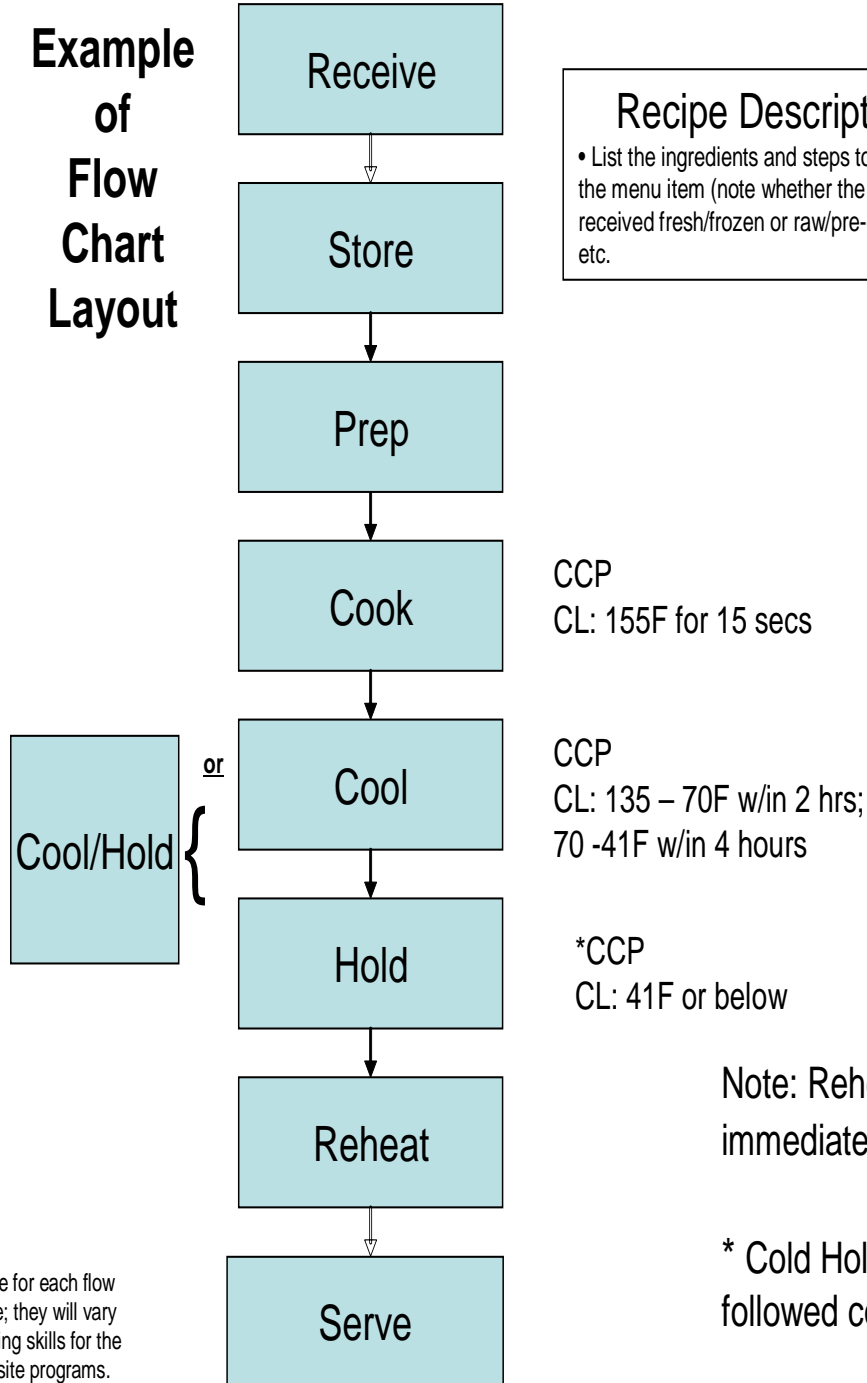 Example
of
Flow
Chart
Layout
Receive
Recipe Descript
• List the ingredients and steps to
the menu item (note whether the
received fresh/frozen or raw/pre-
etc.
Store
Prep
Cook
CCP
CL: 155F for 15 secs
Cool/Hold
or
{
Cool
CCP
CL: 135 – 70F w/in 2 hrs;
70 -41F w/in 4 hours
Hold
*CCP
CL: 41F or below
Reheat
Note: Reh
immediate
* Cold Hol
followed c
Serve
e for each flow
e; they will vary
ing skills for the
site programs.